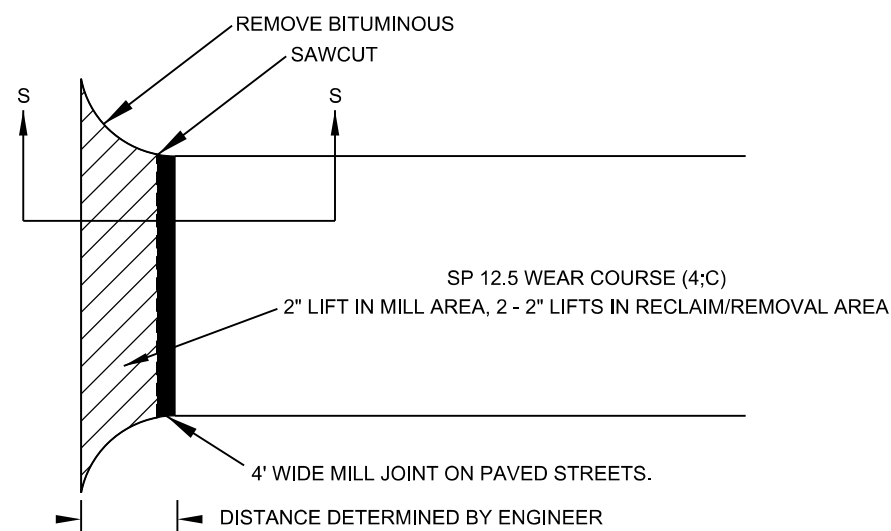 REMOVE BITUMINOUS
SAWCUT
S
S
SP 12.5 WEAR COURSE (4;C)
2" LIFT IN MILL AREA, 2 - 2" LIFTS IN RECLAIM/REMOVAL AREA
4' WIDE MILL JOINT ON PAVED STREETS.
DISTANCE DETERMINED BY ENGINEER